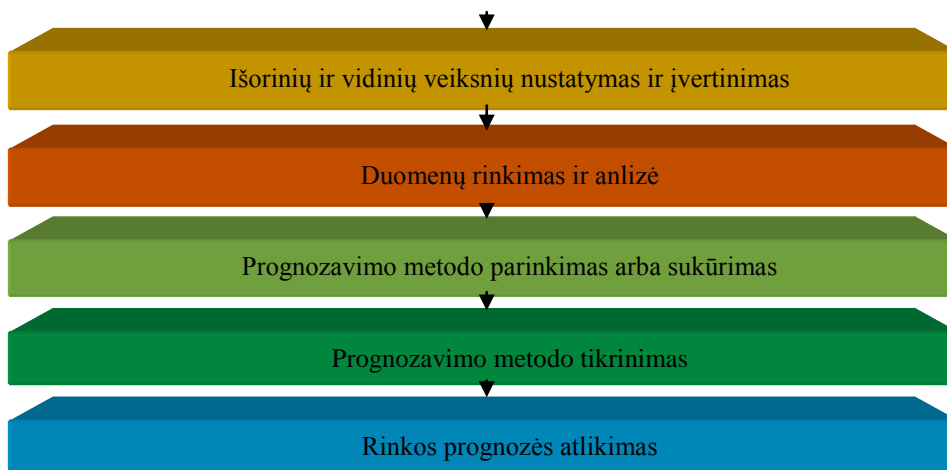 Išorinių ir vidinių veiksnių nustatymas ir įvertinimas
Duomenų rinkimas ir anlizė
Prognozavimo metodo parinkimas arba sukūrimas
Prognozavimo metodo tikrinimas
Rinkos prognozės atlikimas